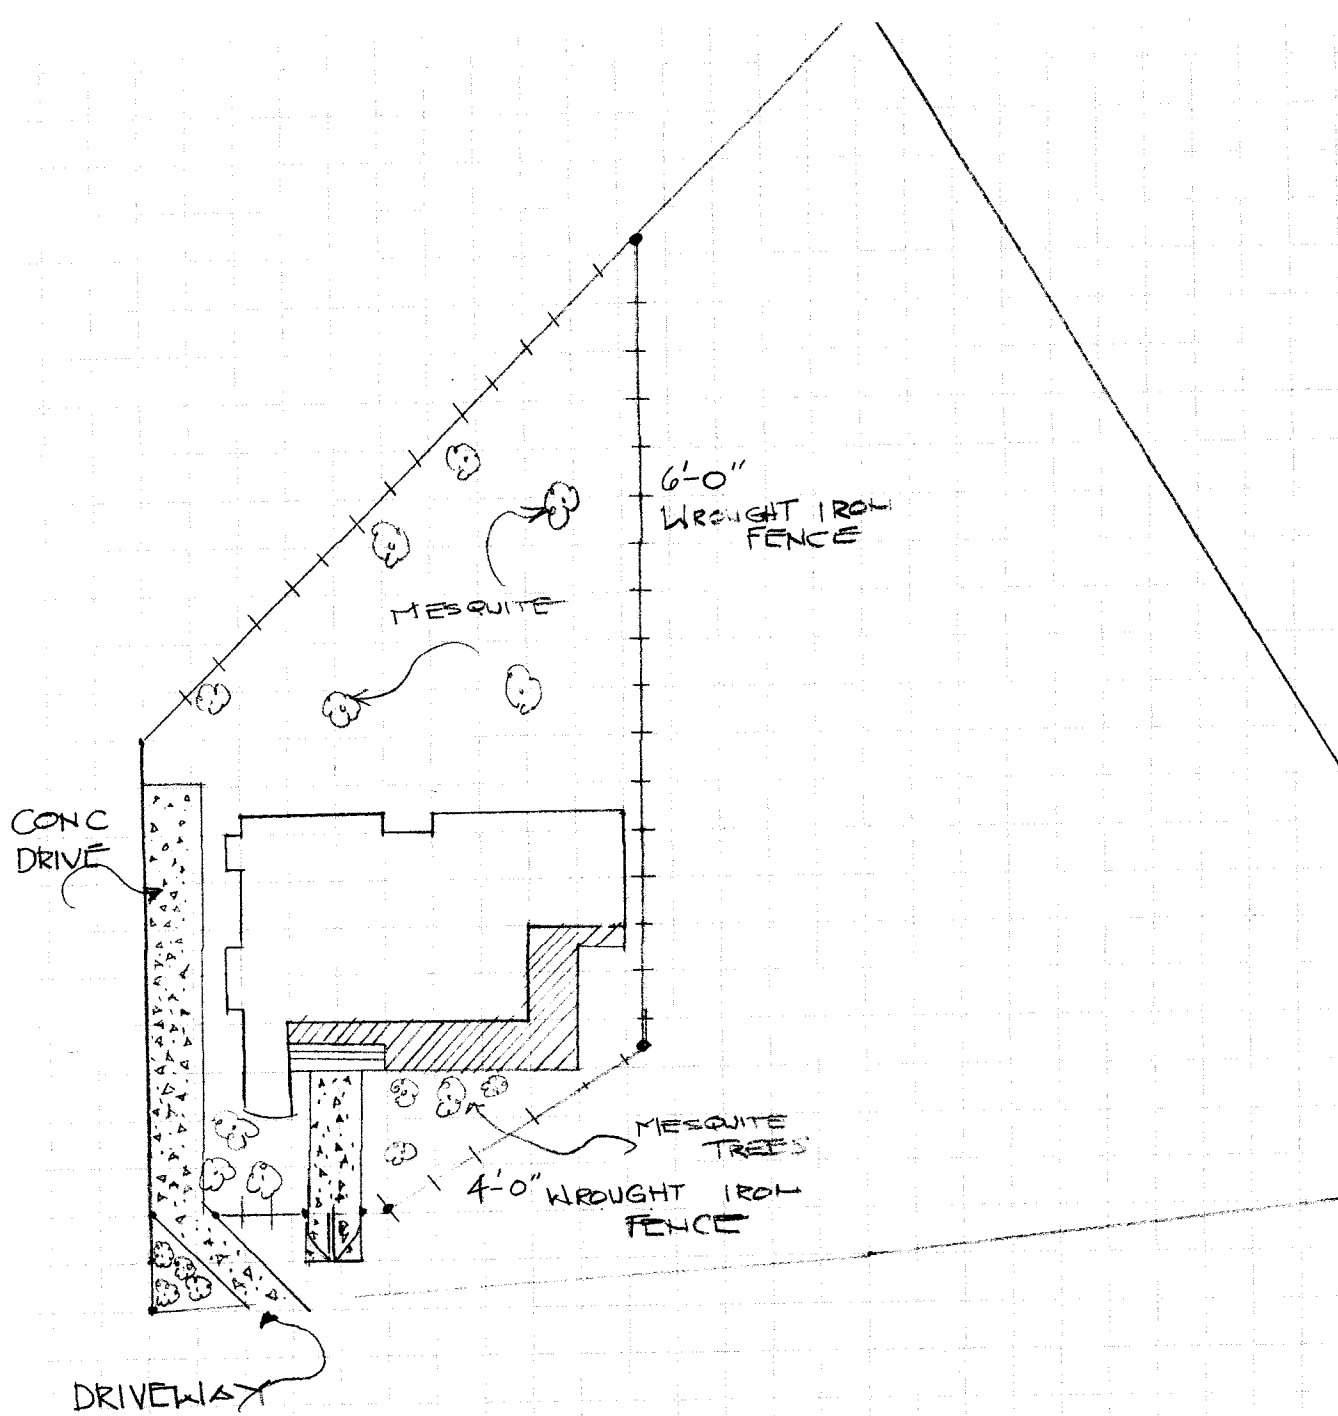 6'-0"
WROUGHT IRON
FENCE
MESQUITE
CONC
DRIVE
MESQUITE
TREES
4'-0" WROUGHT IRON
FENCE
DRIVEWAY